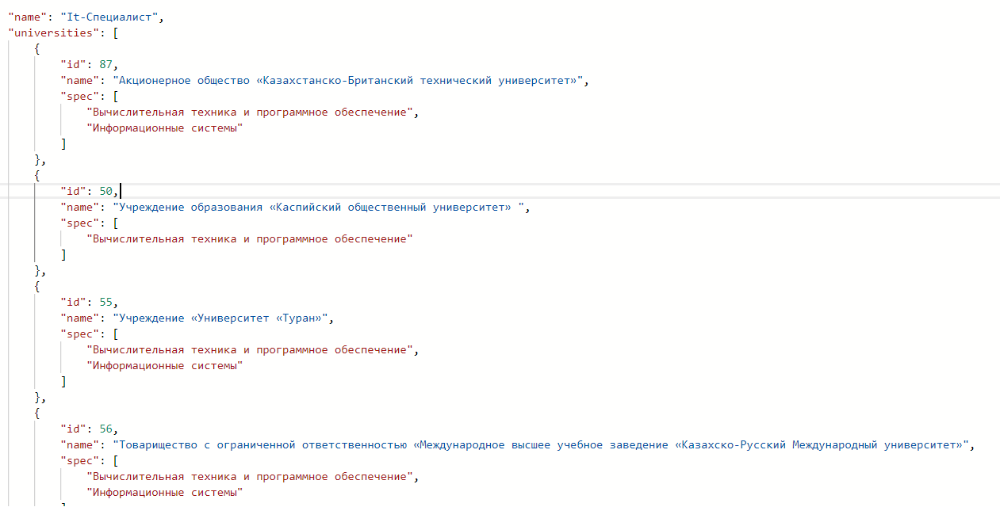 "name": "It-Специалист",
"universities": [
{
"id": 87,
"name": "Акционерное общество «Казахстанско-Британский технический университет»",
"spec": [
"Вычислительная техника и программное обеспечение",
"Информационные системы"
]
},
{
"id": 50,
"name": "Учреждение образования «Каспийский общественный университет» ",
"spec": [
"Вычислительная техника и программное обеспечение"
]
},
{
"id": 55,
"name": "Учреждение «Университет «Туран»",
"spec": [
"Вычислительная техника и программное обеспечение",
"Информационные системы"
]
},
{
"id": 56,
"name": "Товарищество с ограниченной ответственностью «Международное высшее учебное заведение «Казахско-Русский Международный университет»",
"spec": [
"Вычислительная техника и программное обеспечение",
"Информационные системы"
]